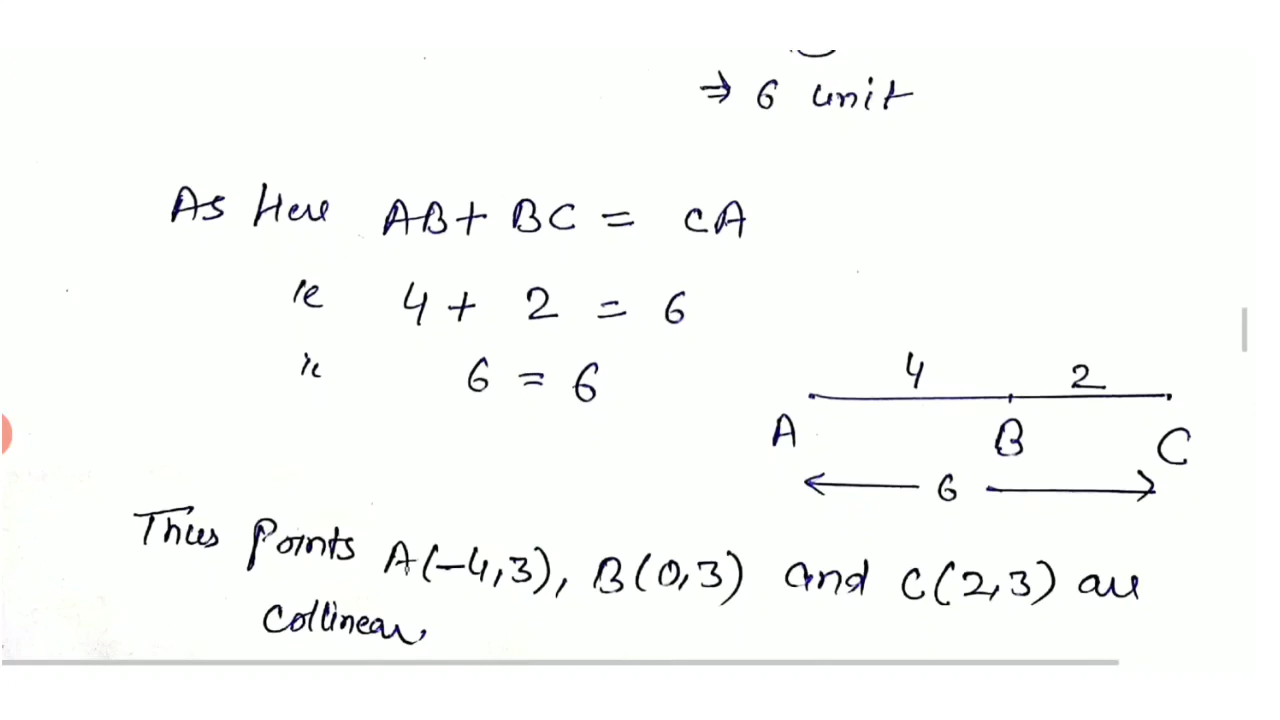 ⇒ 6 unit
As Here AB + BC = CA
ie 4 + 2 = 6
ie 6 = 6
4 2
A B C
6
Thus Points A(-4,3), B(0,3) and C(2,3) are
Collinear